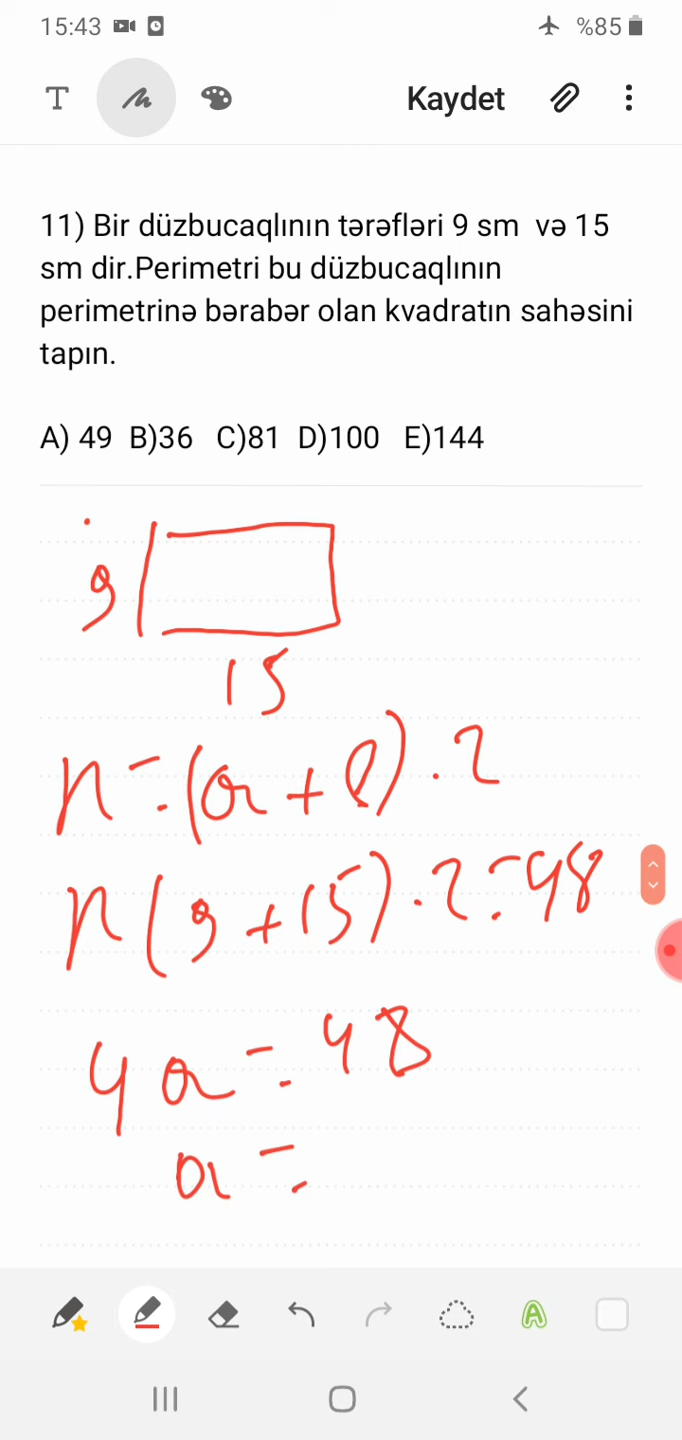 15:43 %85
T Kaydet
11) Bir düzbucaqlının tərəfləri 9 sm və 15
sm dir.Perimetri bu düzbucaqlının
perimetrinə bərabər olan kvadratın sahəsini
tapın.
A) 49 B)36 C)81 D)100 E)144
9
15
P=(a+b).2
P(9+15).2=48
4a=48
a=
A